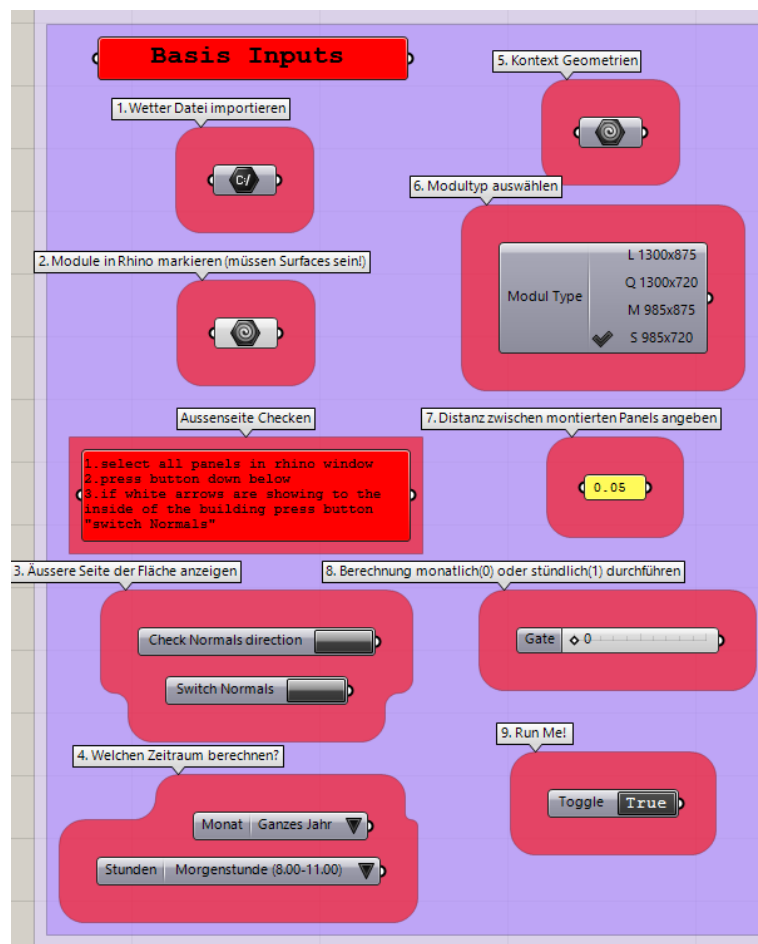 Basis Inputs
1. Wetter Datei importieren
C:/
2. Module in Rhino markieren (müssen Surfaces sein!)
Aussenseite Checken
1.select all panels in rhino window
2.press button down below
3.if white arrows are showing to the
inside of the building press button
"switch Normals"
3. Äussere Seite der Fläche anzeigen
Check Normals direction
Switch Normals
4. Welchen Zeitraum berechnen?
Monat Ganzes Jahr
Stunden Morgenstunde (8.00-11.00)
5. Kontext Geometrien
6. Modultyp auswählen
Modul Type
L 1300x875
Q 1300x720
M 985x875
S 985x720
7. Distanz zwischen montierten Panels angeben
0.05
8. Berechnung monatlich(0) oder stündlich(1) durchführen
Gate 0
9. Run Me!
Toggle True